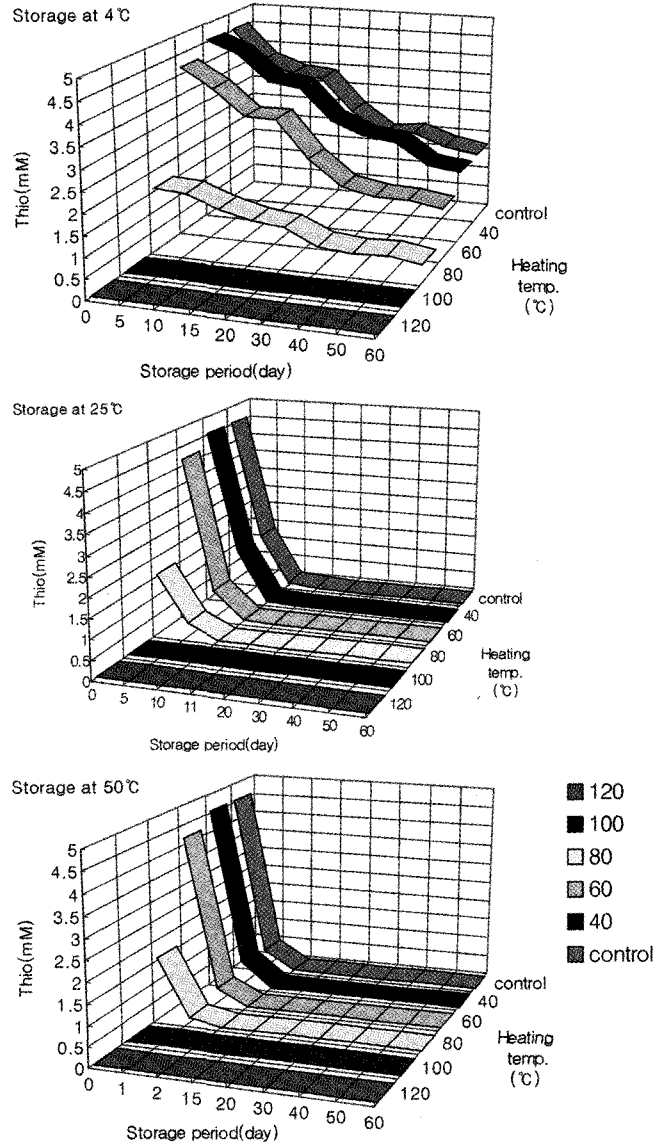 Storage at 4℃
5
4.5
4
3.5
3
2.5
2
1.5
1
0.5
0
Thio(mM)
0 5 10 15 20 30 40 50 60
Storage period(day)
control
40
60
80
100
120
Heating
temp.
(℃)
Storage at 25℃
5
4.5
4
3.5
3
2.5
2
1.5
1
0.5
0
Thio(mM)
0 5 10 11 20 30 40 50 60
Storage period(day)
control
40
60
80
100
120
Heating
temp.
(℃)
Storage at 50℃
5
4.5
4
3.5
3
2.5
2
1.5
1
0.5
0
Thio(mM)
0 1 2 15 20 30 40 50 60
Storage period(day)
control
40
60
80
100
120
Heating
temp.
(℃)
120
100
80
60
40
control